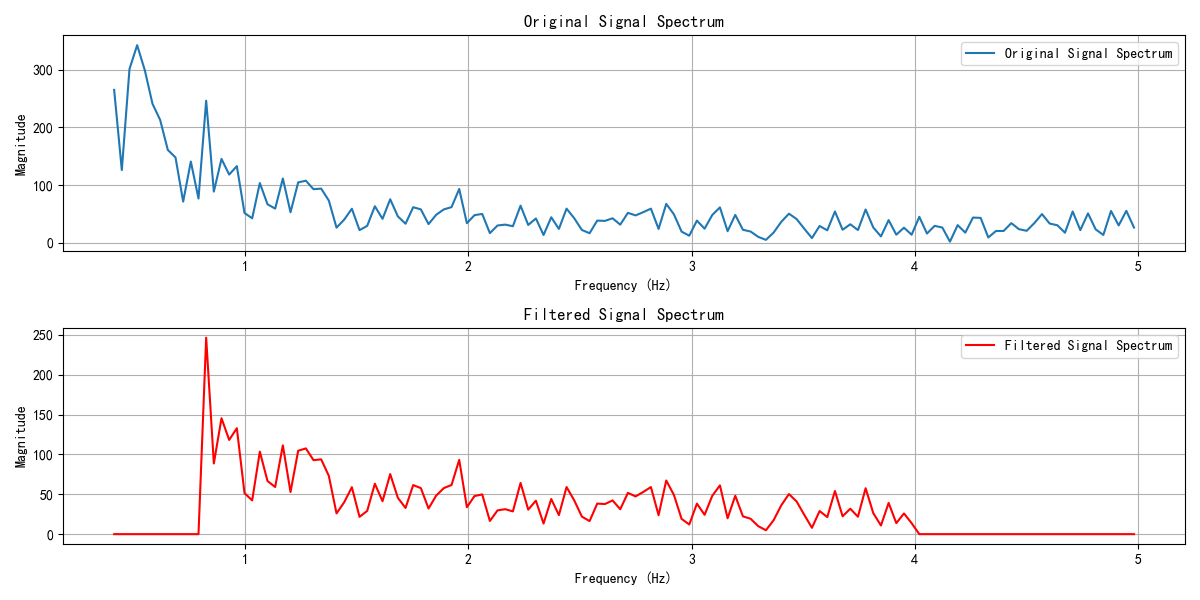 Original Signal Spectrum
Original Signal Spectrum
Magnitude
300
200
100
0
1
2
3
4
5
Frequency (Hz)
Filtered Signal Spectrum
Filtered Signal Spectrum
Magnitude
250
200
150
100
50
0
1
2
3
4
5
Frequency (Hz)